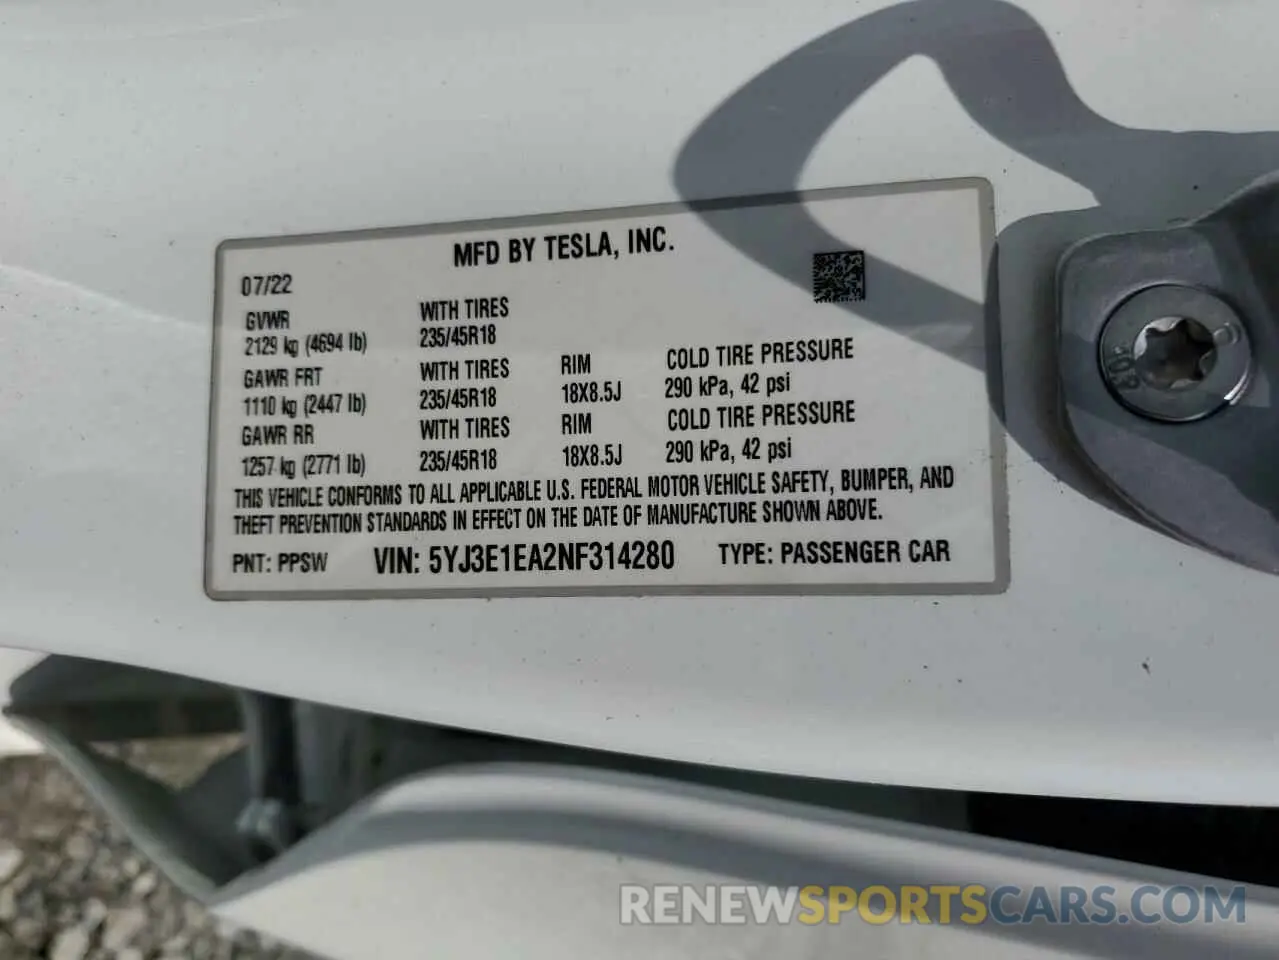 MFD BY TESLA, INC.
07/22
GVWR WITH TIRES
2129 kg (4694 lb) 235/45R18
GAWR FRT WITH TIRES RIM COLD TIRE PRESSURE
1110 kg (2447 lb) 235/45R18 18X8.5J 290 kPa, 42 psi
GAWR RR WITH TIRES RIM COLD TIRE PRESSURE
1257 kg (2771 lb) 235/45R18 18X8.5J 290 kPa, 42 psi
THIS VEHICLE CONFORMS TO ALL APPLICABLE U.S. FEDERAL MOTOR VEHICLE SAFETY, BUMPER, AND
THEFT PREVENTION STANDARDS IN EFFECT ON THE DATE OF MANUFACTURE SHOWN ABOVE.
PNT: PPSW VIN: 5YJ3E1EA2NF314280 TYPE: PASSENGER CAR
RENEWSPORTSCARS.COM